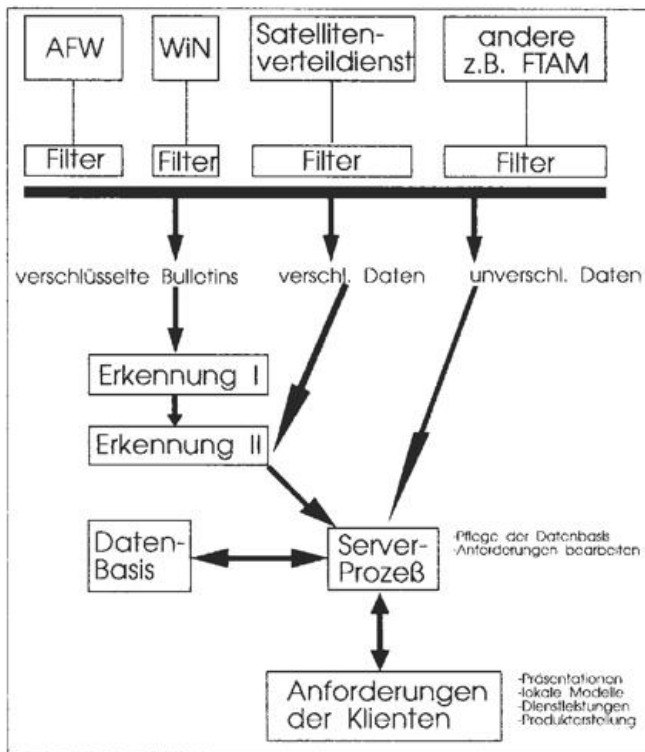 AFW
WiN
Satelliten-
verteildienst
andere
z.B. FTAM
Filter
Filter
Filter
Filter
verschlüsselte Bulletins
verschl. Daten
unverschl. Daten
Erkennung I
Erkennung II
Daten-
Basis
Server-
Prozeß
-Pflege der Datenbasis
-Anforderungen bearbeiten
Anforderungen
der Klienten
-Präsentationen
-lokale Modelle
-Dienstleistungen
-Produkterstellung